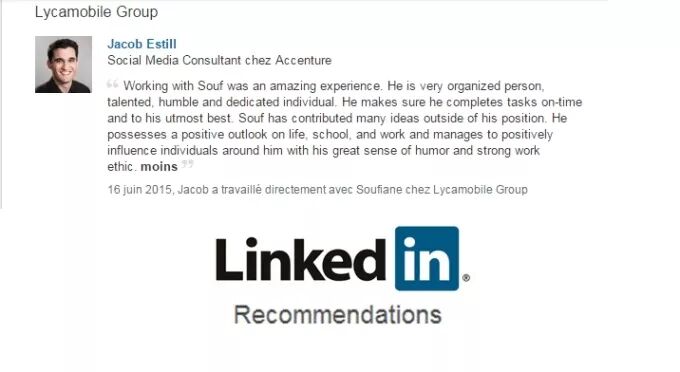 Lycamobile Group
Jacob Estill
Social Media Consultant chez Accenture
“ Working with Souf was an amazing experience. He is very organized person,
talented, humble and dedicated individual. He makes sure he completes tasks on-time
and to his utmost best. Souf has contributed many ideas outside of his position. He
possesses a positive outlook on life, school, and work and manages to positively
influence individuals around him with his great sense of humor and strong work
ethic. moins ”
16 juin 2015, Jacob a travaillé directement avec Soufiane chez Lycamobile Group
Linked in®
Recommendations